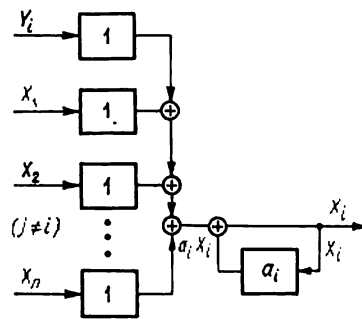 Y_i
1
X_1
1.
X_2
1
(j≠i)
a_i X_i
X_i
X_i
a_i
X_n
1